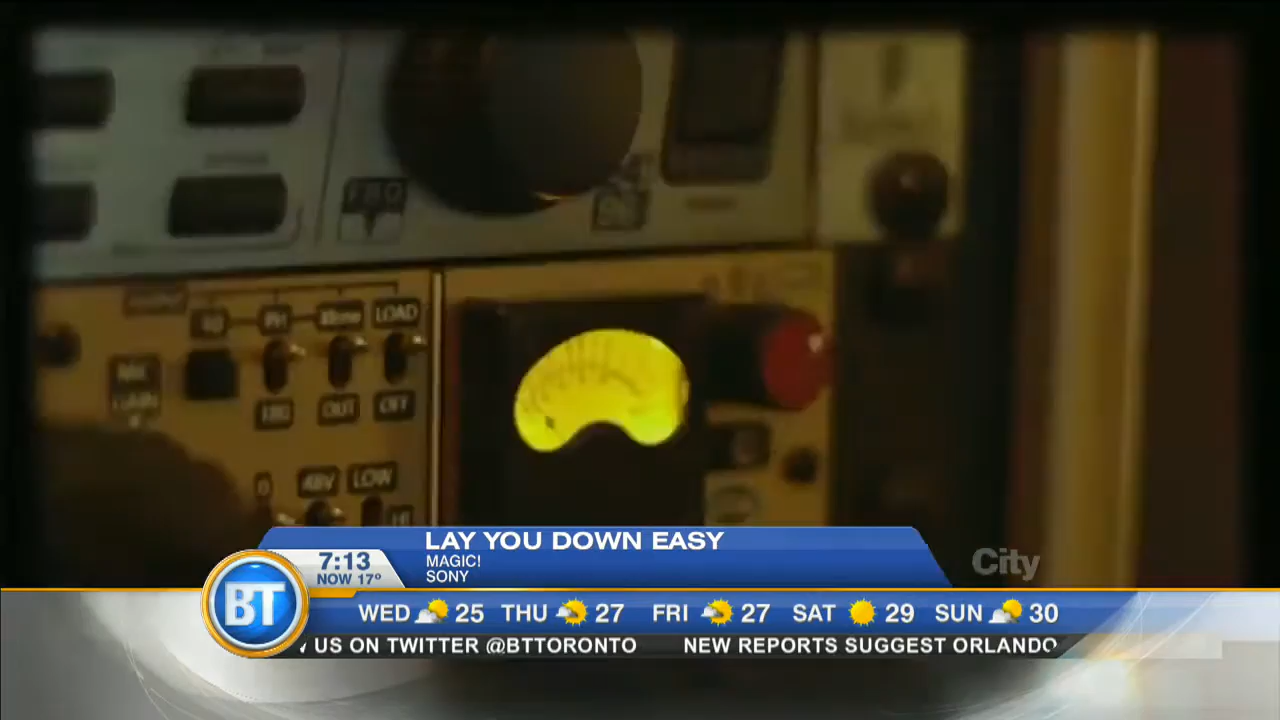 LOAD
OUT
OFF
48V
LOW
LAY YOU DOWN EASY
MAGIC!
SONY
7:13
NOW 17°
City
BT
WED 25 THU 27 FRI 27 SAT 29 SUN 30
US ON TWITTER @BTTORONTO NEW REPORTS SUGGEST ORLANDO